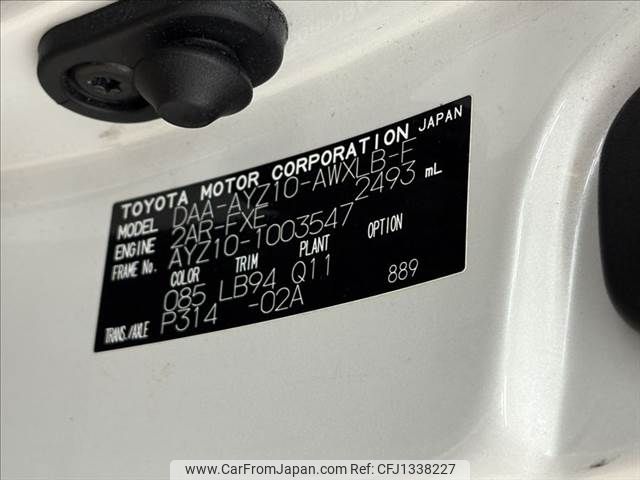 TOYOTA MOTOR CORPORATION JAPAN
MODEL DAA-AYZ10-AWXLB-E
ENGINE 2AR-FXE 2493 mL
FRAME No. AYZ10-1003547
COLOR TRIM PLANT OPTION
085 LB94 Q11 889
TRANS./AXLE P314 -02A
www.CarFromJapan.com - CFJ1338227